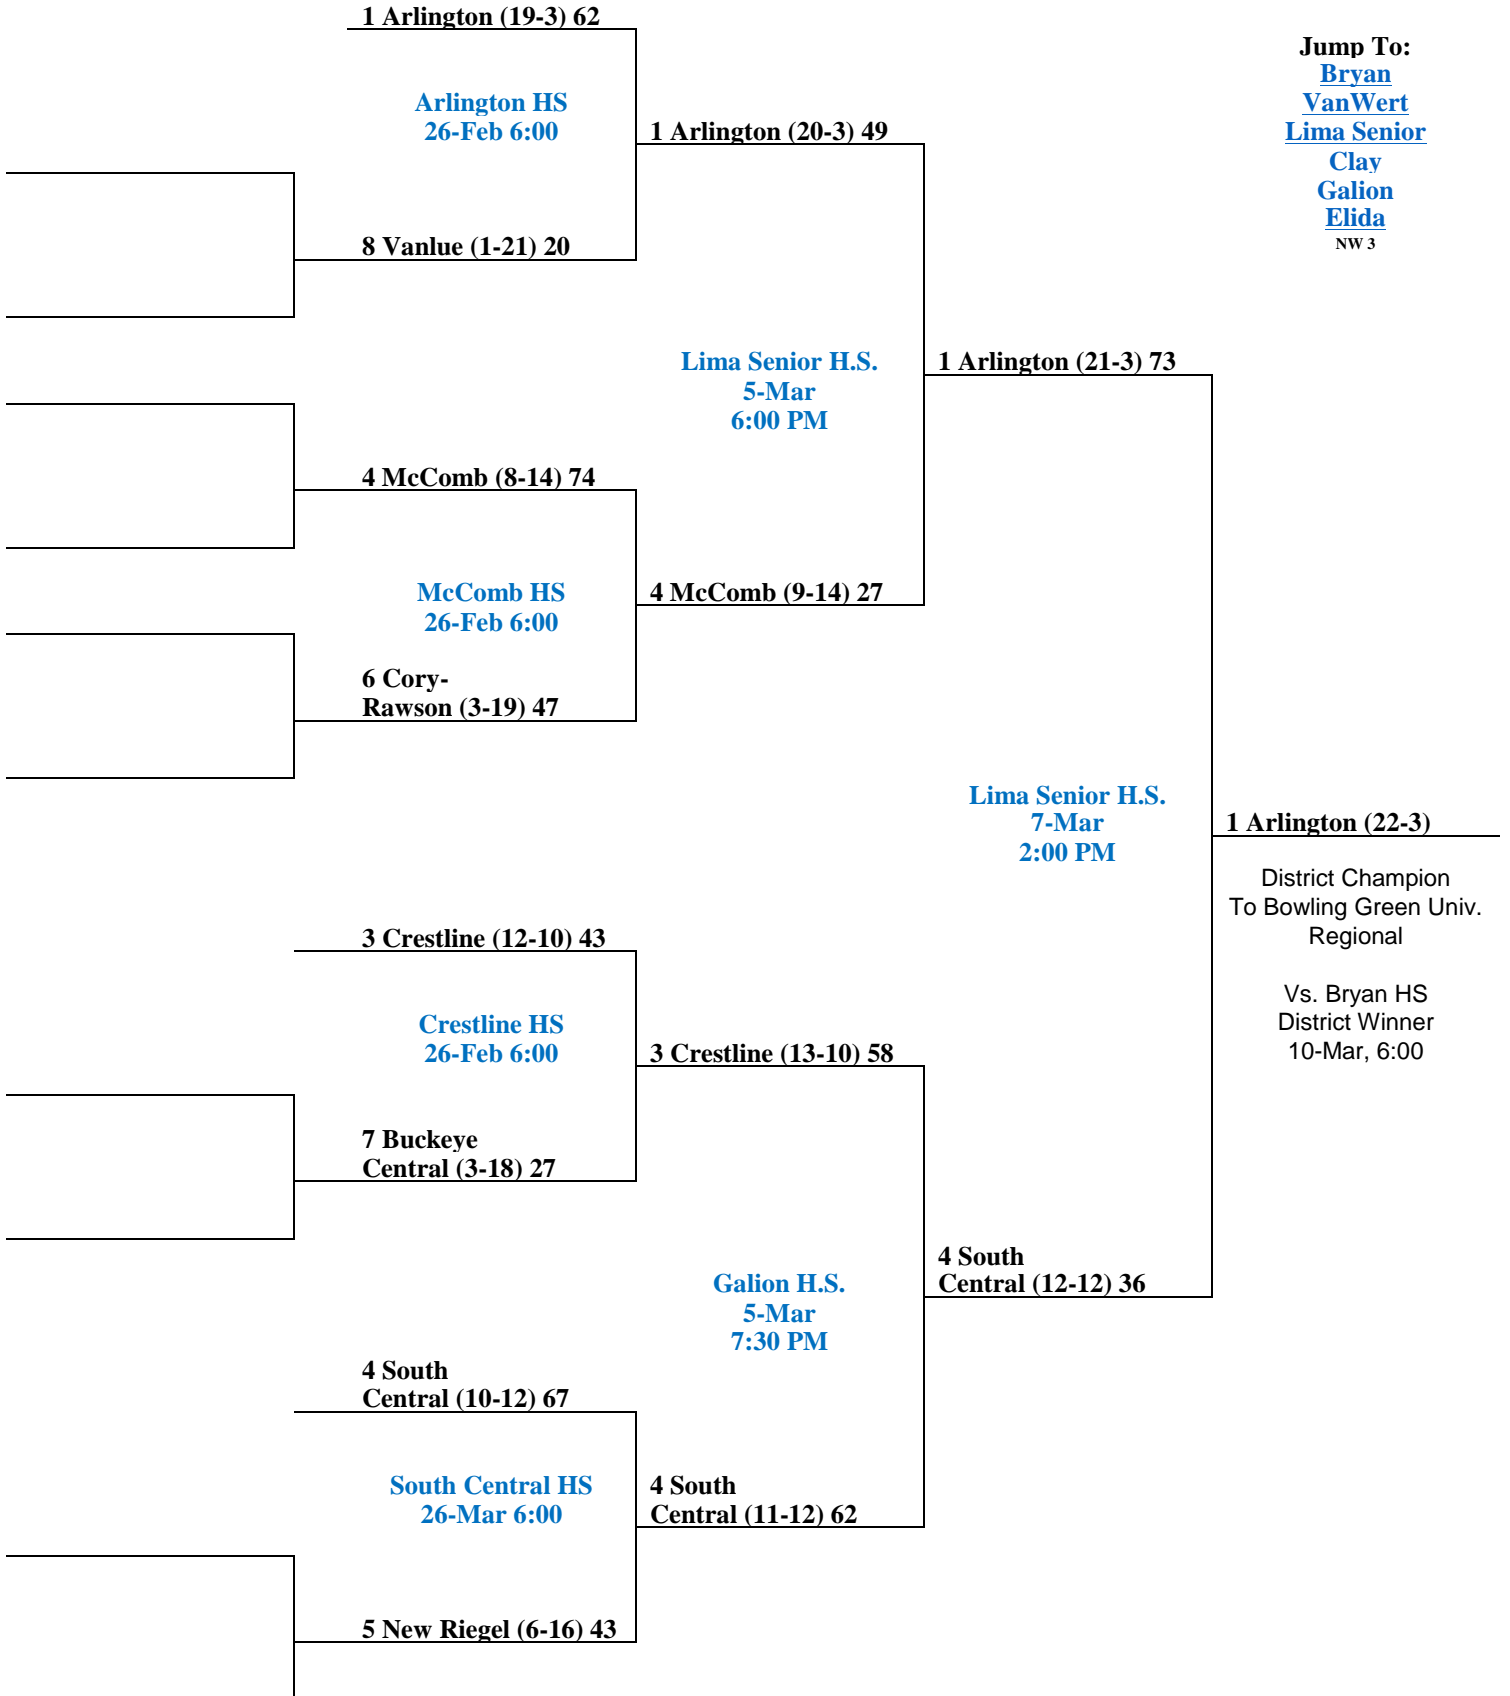 1 Arlington (19-3) 62
Jump To:
Bryan
VanWert
Lima Senior
Clay
Galion
Elida
NW 3
Arlington HS
26-Feb 6:00
1 Arlington (20-3) 49
8 Vanlue (1-21) 20
Lima Senior H.S.
5-Mar
6:00 PM
1 Arlington (21-3) 73
4 McComb (8-14) 74
McComb HS
26-Feb 6:00
4 McComb (9-14) 27
6 Cory-
Rawson (3-19) 47
Lima Senior H.S.
7-Mar
2:00 PM
1 Arlington (22-3)
District Champion
To Bowling Green Univ.
Regional
Vs. Bryan HS
District Winner
10-Mar, 6:00
3 Crestline (12-10) 43
Crestline HS
26-Feb 6:00
3 Crestline (13-10) 58
7 Buckeye
Central (3-18) 27
Galion H.S.
5-Mar
7:30 PM
4 South
Central (12-12) 36
4 South
Central (10-12) 67
South Central HS
26-Mar 6:00
4 South
Central (11-12) 62
5 New Riegel (6-16) 43